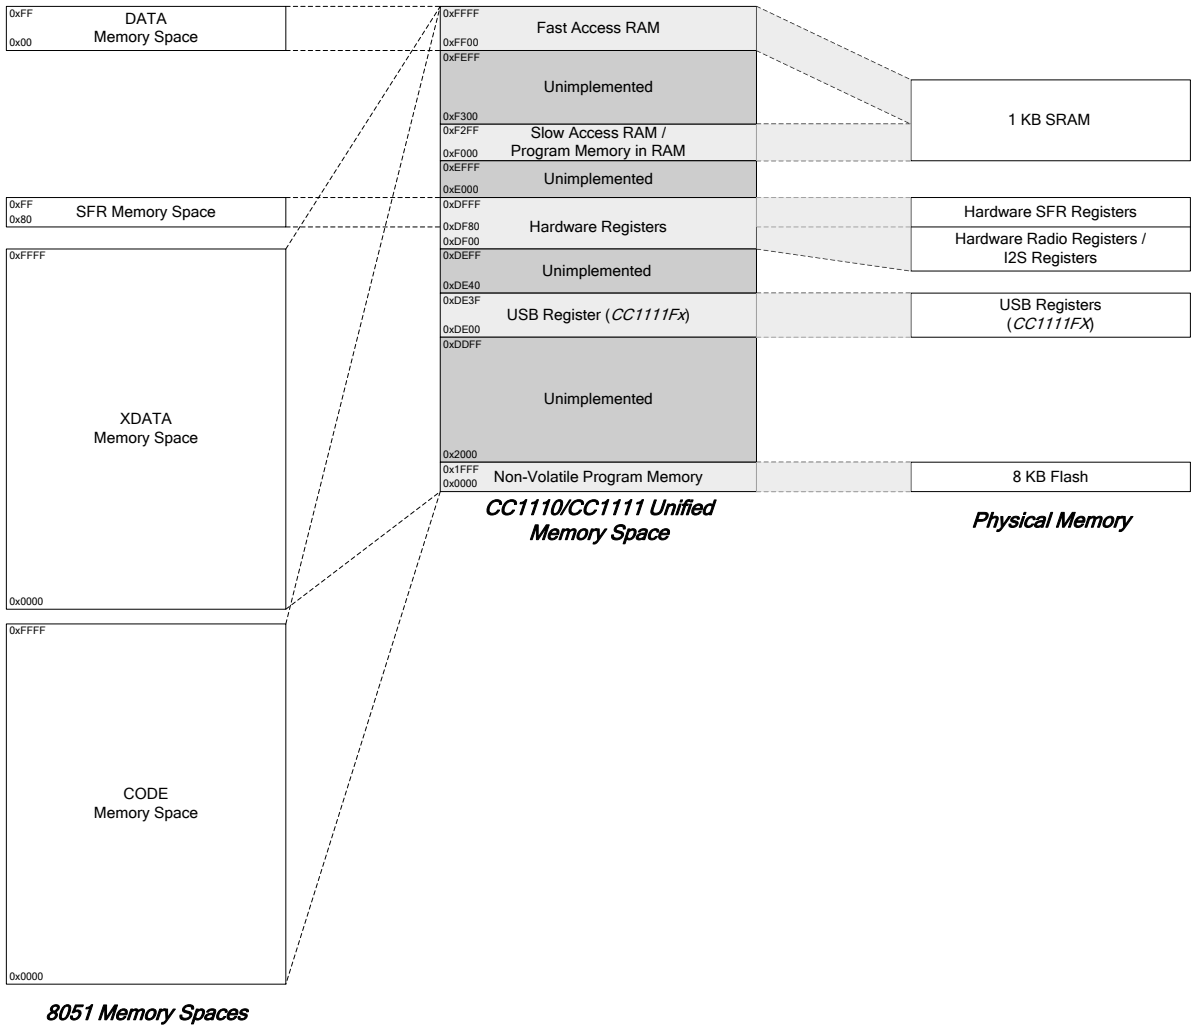 0xFF
DATA
Memory Space
0x00
0xFF
SFR Memory Space
0x80
0xFFFF
XDATA
Memory Space
0x0000
0xFFFF
CODE
Memory Space
0x0000
8051 Memory Spaces
0xFFFF
Fast Access RAM
0xFF00
0xFEFF
Unimplemented
0xF300
0xF2FF
Slow Access RAM /
Program Memory in RAM
0xF000
0xEFFF
Unimplemented
0xE000
0xDFFF
0xDF80
Hardware Registers
0xDF00
0xDEFF
Unimplemented
0xDE40
0xDE3F
USB Register (CC1111Fx)
0xDE00
0xDDFF
Unimplemented
0x2000
0x1FFF
Non-Volatile Program Memory
0x0000
CC1110/CC1111 Unified
Memory Space
1 KB SRAM
Hardware SFR Registers
Hardware Radio Registers /
I2S Registers
USB Registers
(CC1111FX)
8 KB Flash
Physical Memory